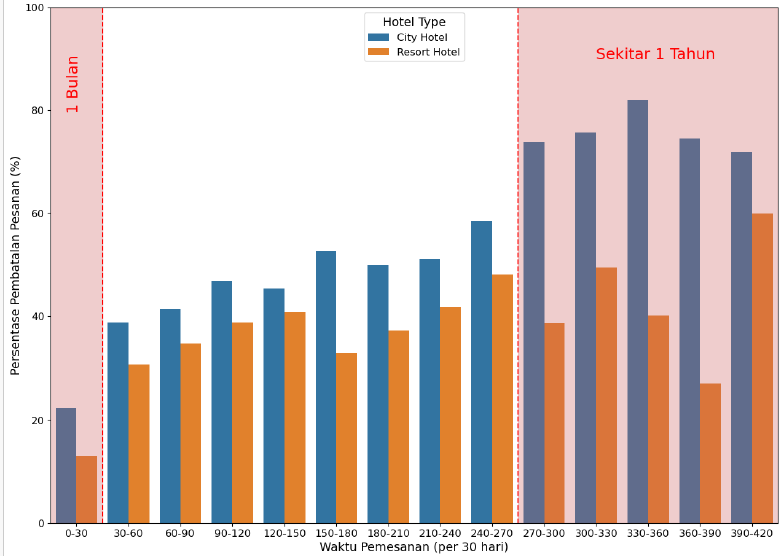 Hotel Type
City Hotel
Resort Hotel
1 Bulan
Sekitar 1 Tahun
Persentase Pembatalan Pesanan (%)
100
80
60
40
20
0
0-30 30-60 60-90 90-120 120-150 150-180 180-210 210-240 240-270 270-300 300-330 330-360 360-390 390-420
Waktu Pemesanan (per 30 hari)